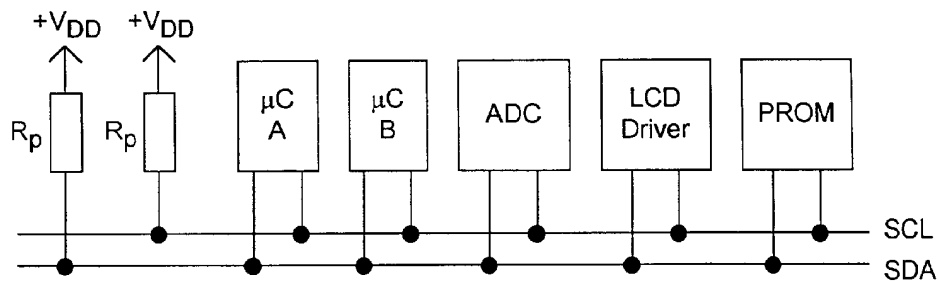 +VDD +VDD
Rp Rp
μC
A
μC
B
ADC
LCD
Driver
PROM
SCL
SDA